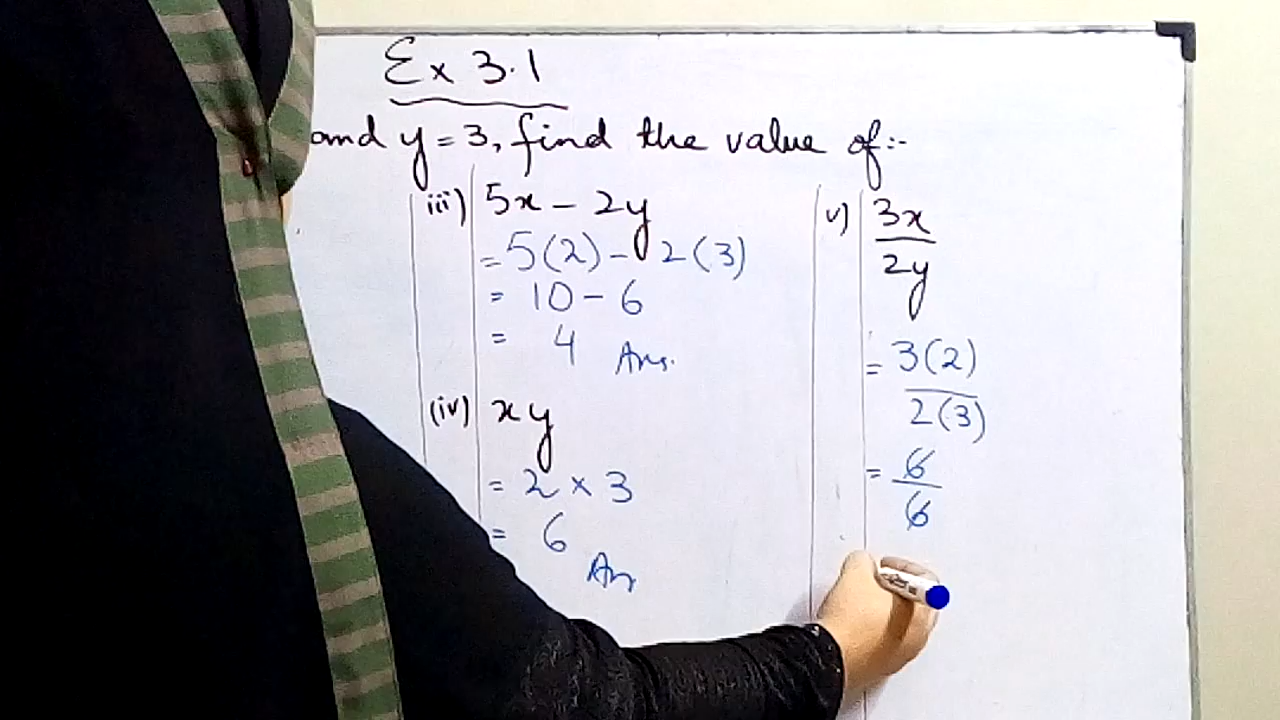 Ex 3.1
and y = 3, find the value of:-
iii) 5x - 2y
= 5(2) - 2(3)
= 10 - 6
= 4 Ans.
(iv) xy
= 2 × 3
= 6
An
v) 3x
2y
= 3(2)
2(3)
= 6
6